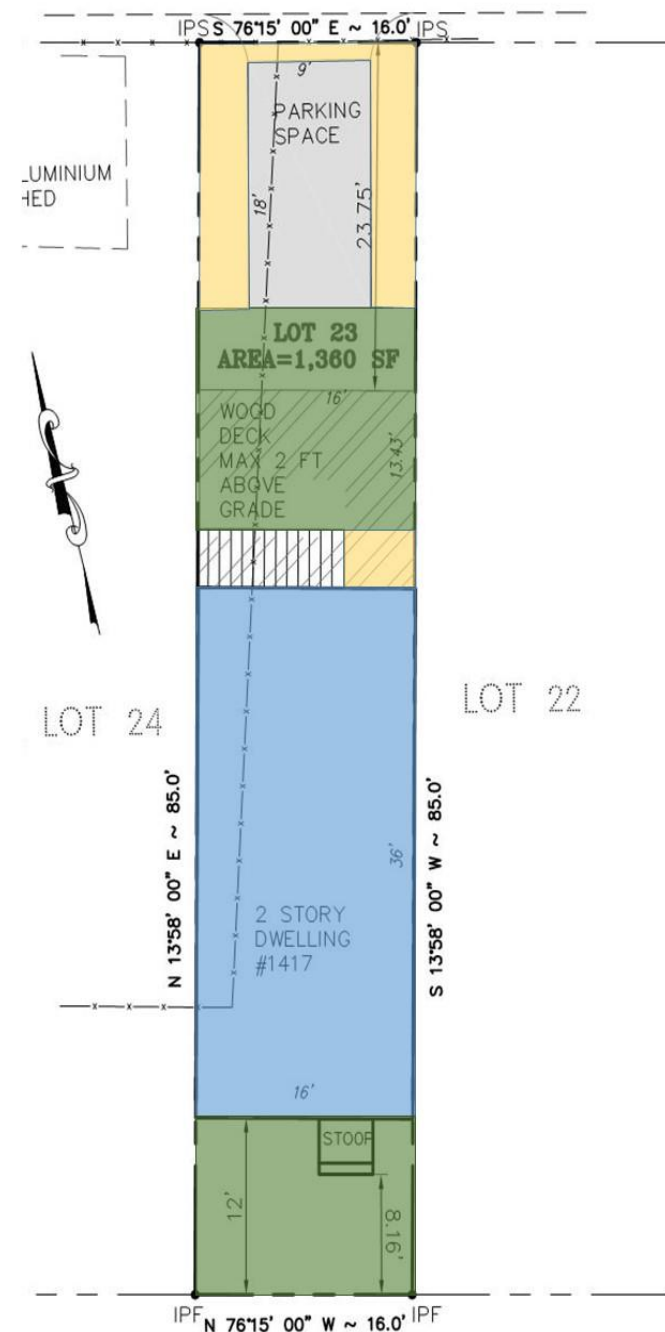 IPS S 76°15' 00" E ~ 16.0' IPS
9'
PARKING
SPACE
LUMINIUM
HED
18'
23.75'
LOT 23
AREA=1,360 SF
16'
WOOD
DECK
MAX 2 FT
ABOVE
GRADE
13.43'
LOT 24
LOT 22
N 13°58' 00" E ~ 85.0'
S 13°58' 00" W ~ 85.0'
36'
2 STORY
DWELLING
#1417
16'
STOOP
12'
8.16'
IPF N 76°15' 00" W ~ 16.0' IPF